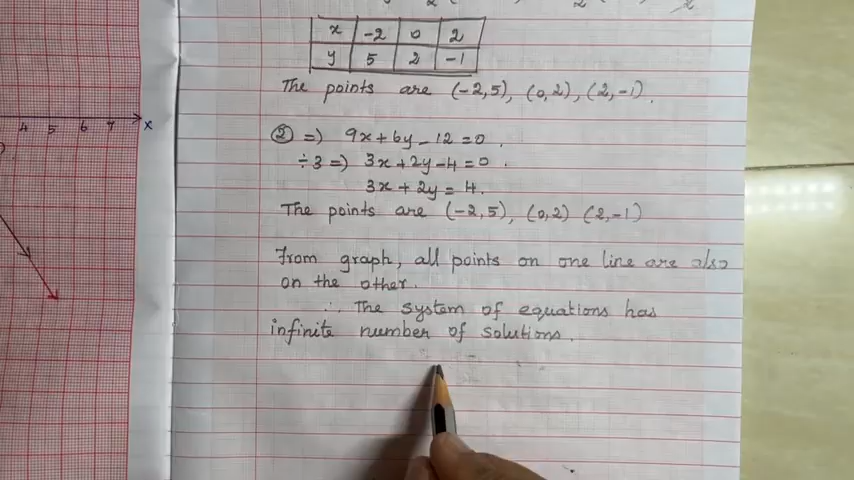 x -2 0 2
y 5 2 -1
The points are (-2,5), (0,2), (2,-1).
② => 9x+6y-12=0.
÷3 => 3x+2y-4=0.
3x+2y=4.
The points are (-2,5), (0,2) (2,-1)
From graph, all points on one line are also
on the other.
∴ The system of equations has
infinite number of solutions.
4 5 6 7 x